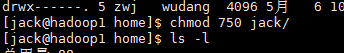 drwx------. 5 zwj   wudang  4096 5月   6 10
[jack@hadoop1 home]$ chmod 750 jack/
[jack@hadoop1 home]$ ls -l